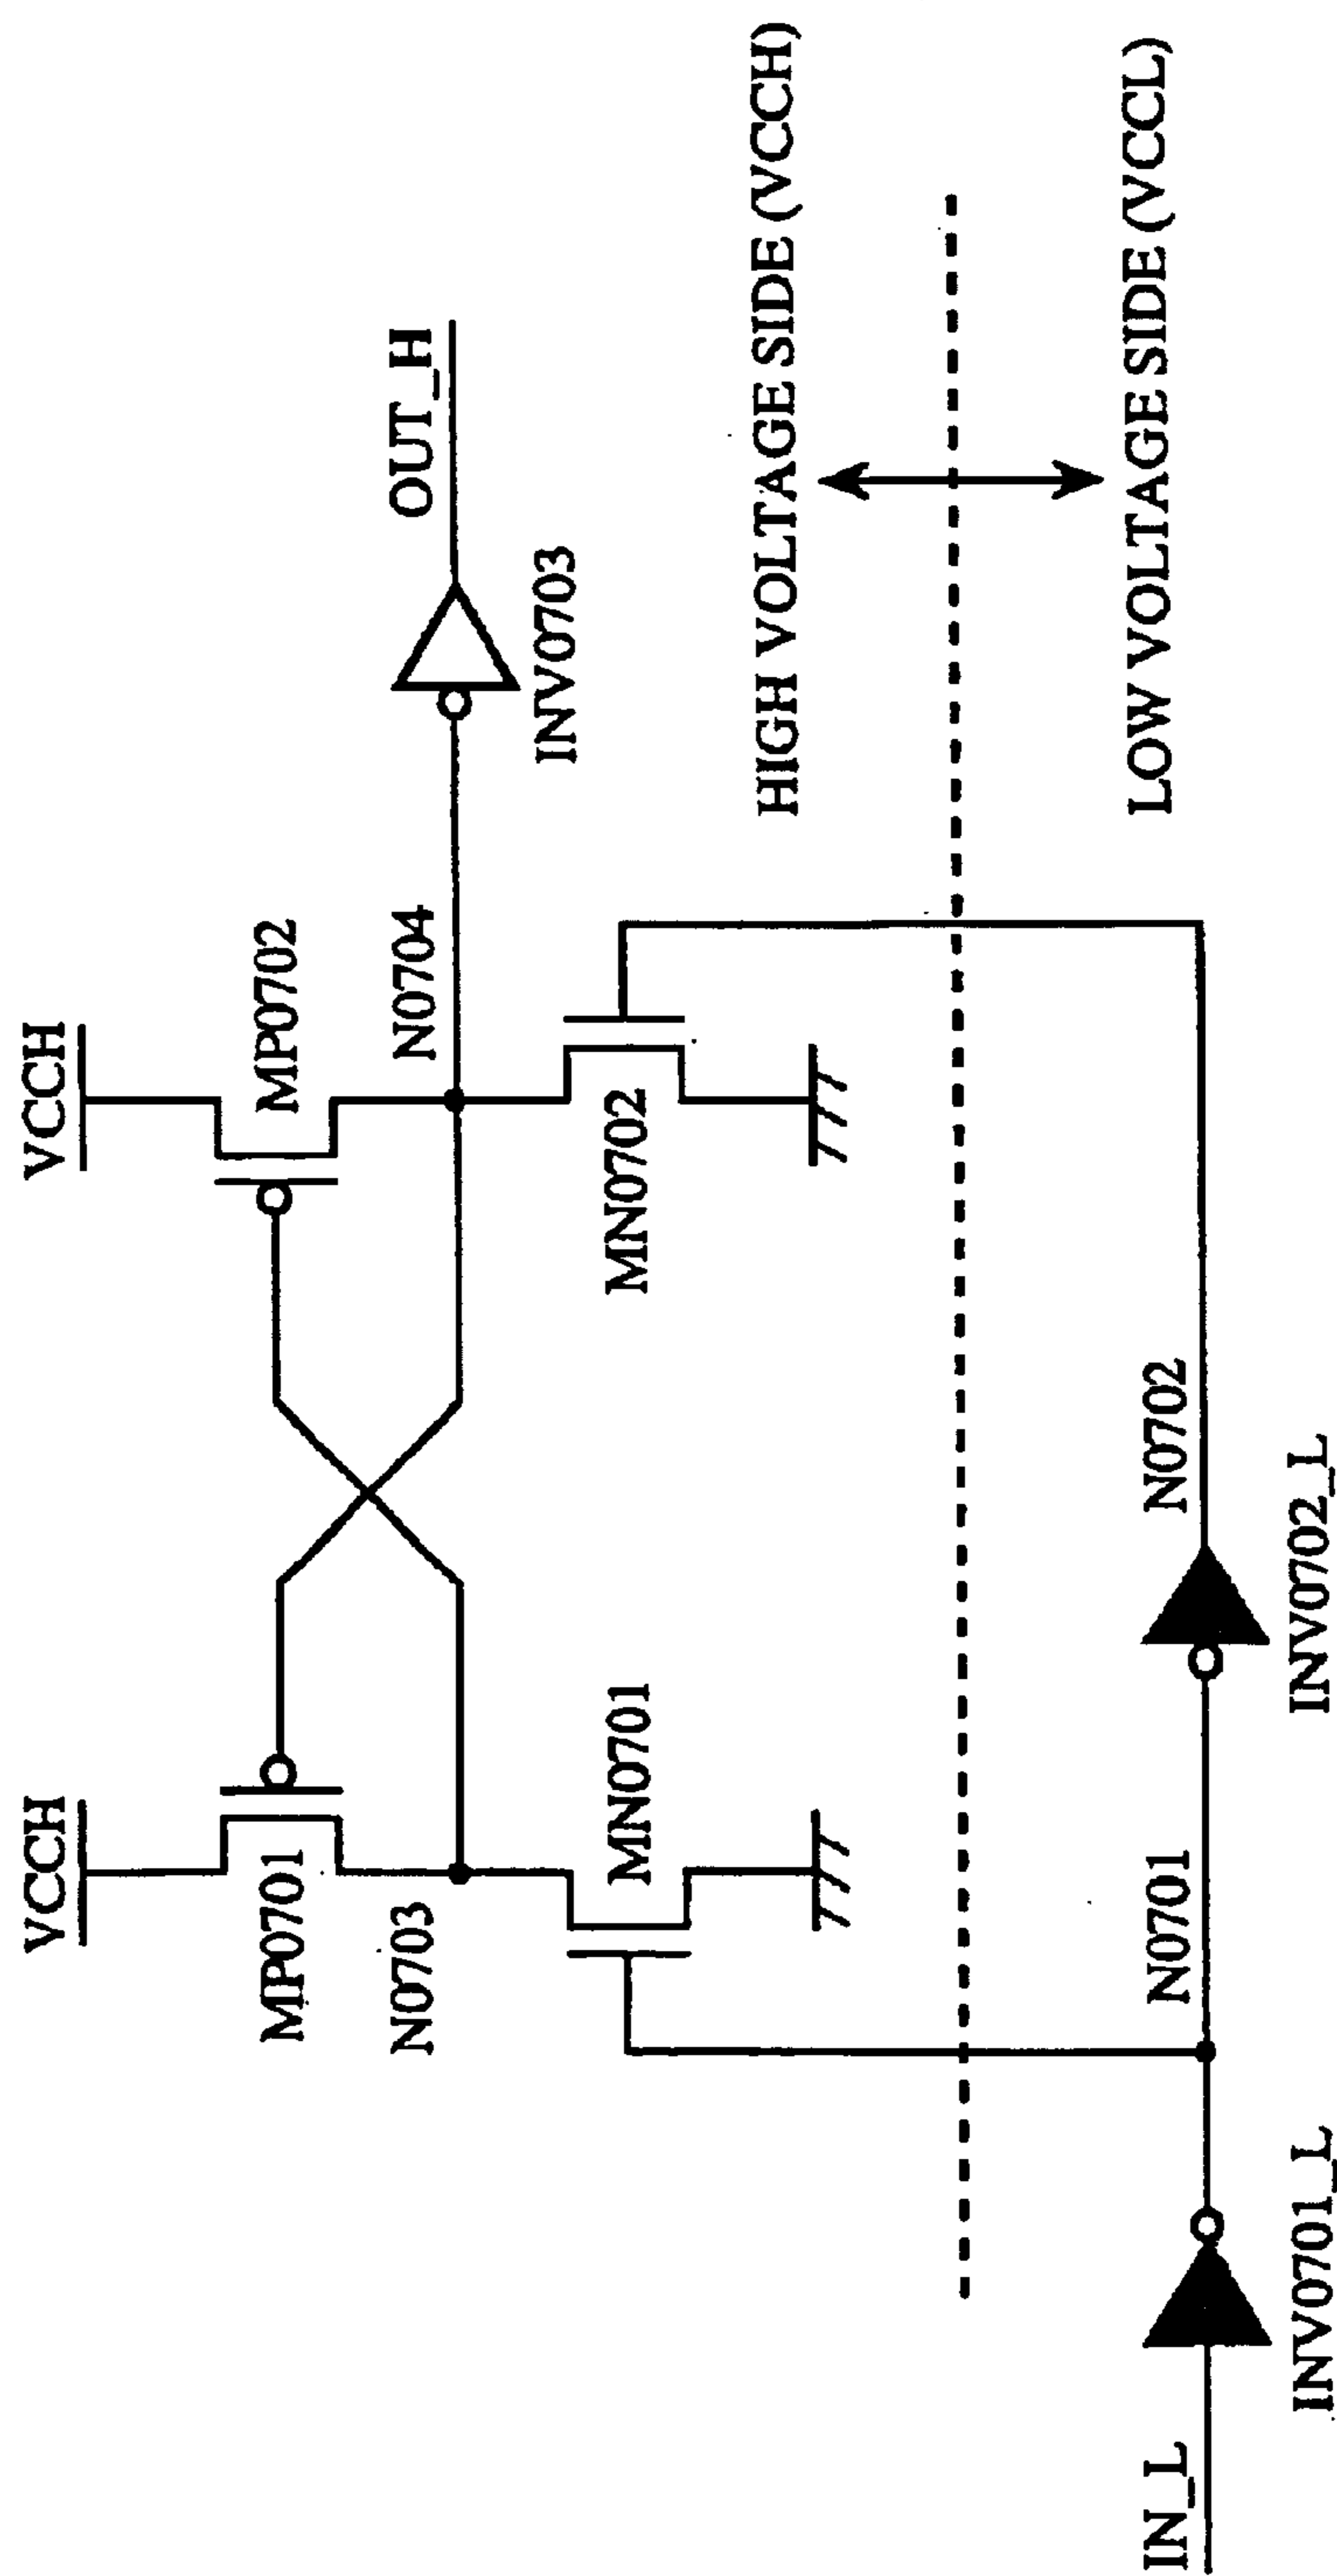 VCCH
VCCH
MP0701
MP0702
N0703
N0704
OUT_H
INV0703
MN0701
MN0702
HIGH VOLTAGE SIDE (VCCH)
LOW VOLTAGE SIDE (VCCL)
IN_L
N0701
N0702
INV0701_L
INV0702_L